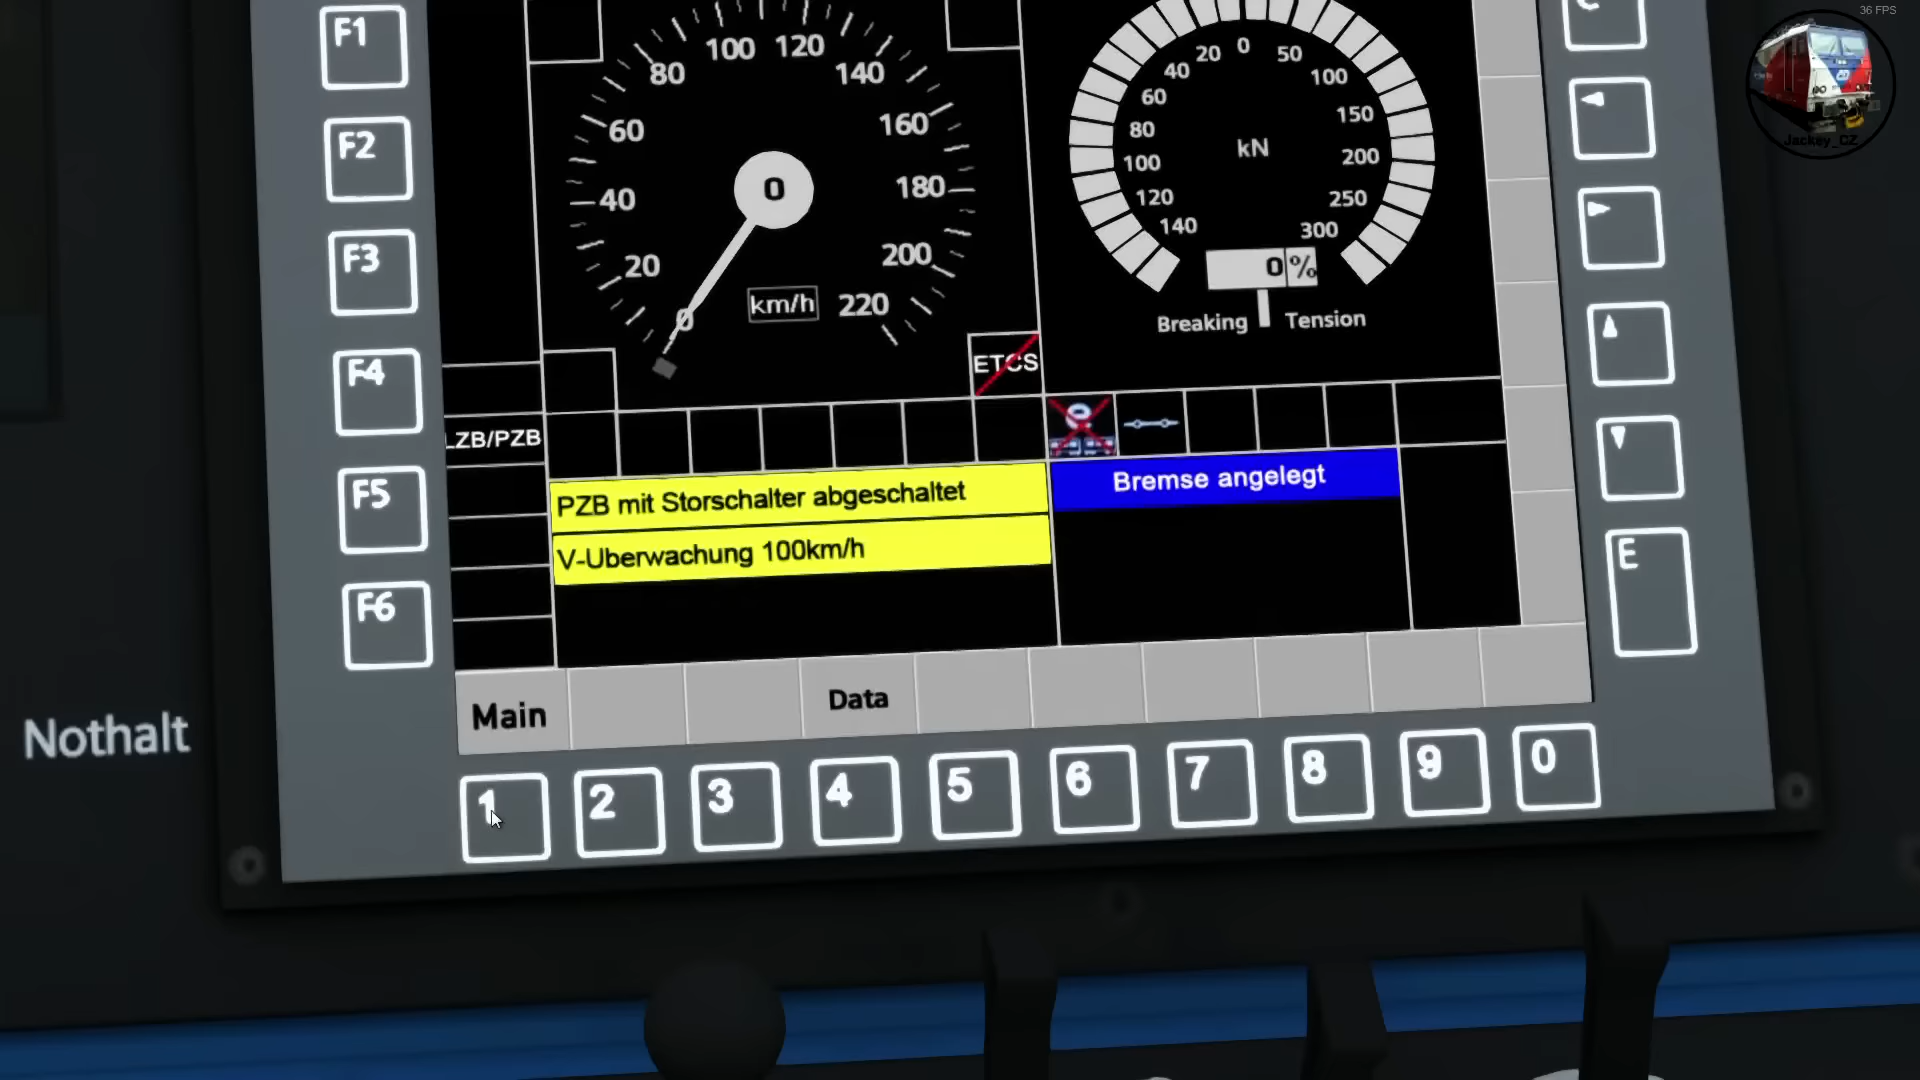 36 FPS
Jackey_CZ
F1
F2
F3
F4
F5
F6
C
E
0
20
40
60
80
100
120
140
160
180
200
220
0
km/h
140
120
100
80
60
40
20
0
50
100
150
200
250
300
kN
0 %
Breaking Tension
ETCS
LZB/PZB
PZB mit Storschalter abgeschaltet
V-Uberwachung 100km/h
Bremse angelegt
Main
Data
Nothalt
1 2 3 4 5 6 7 8 9 0